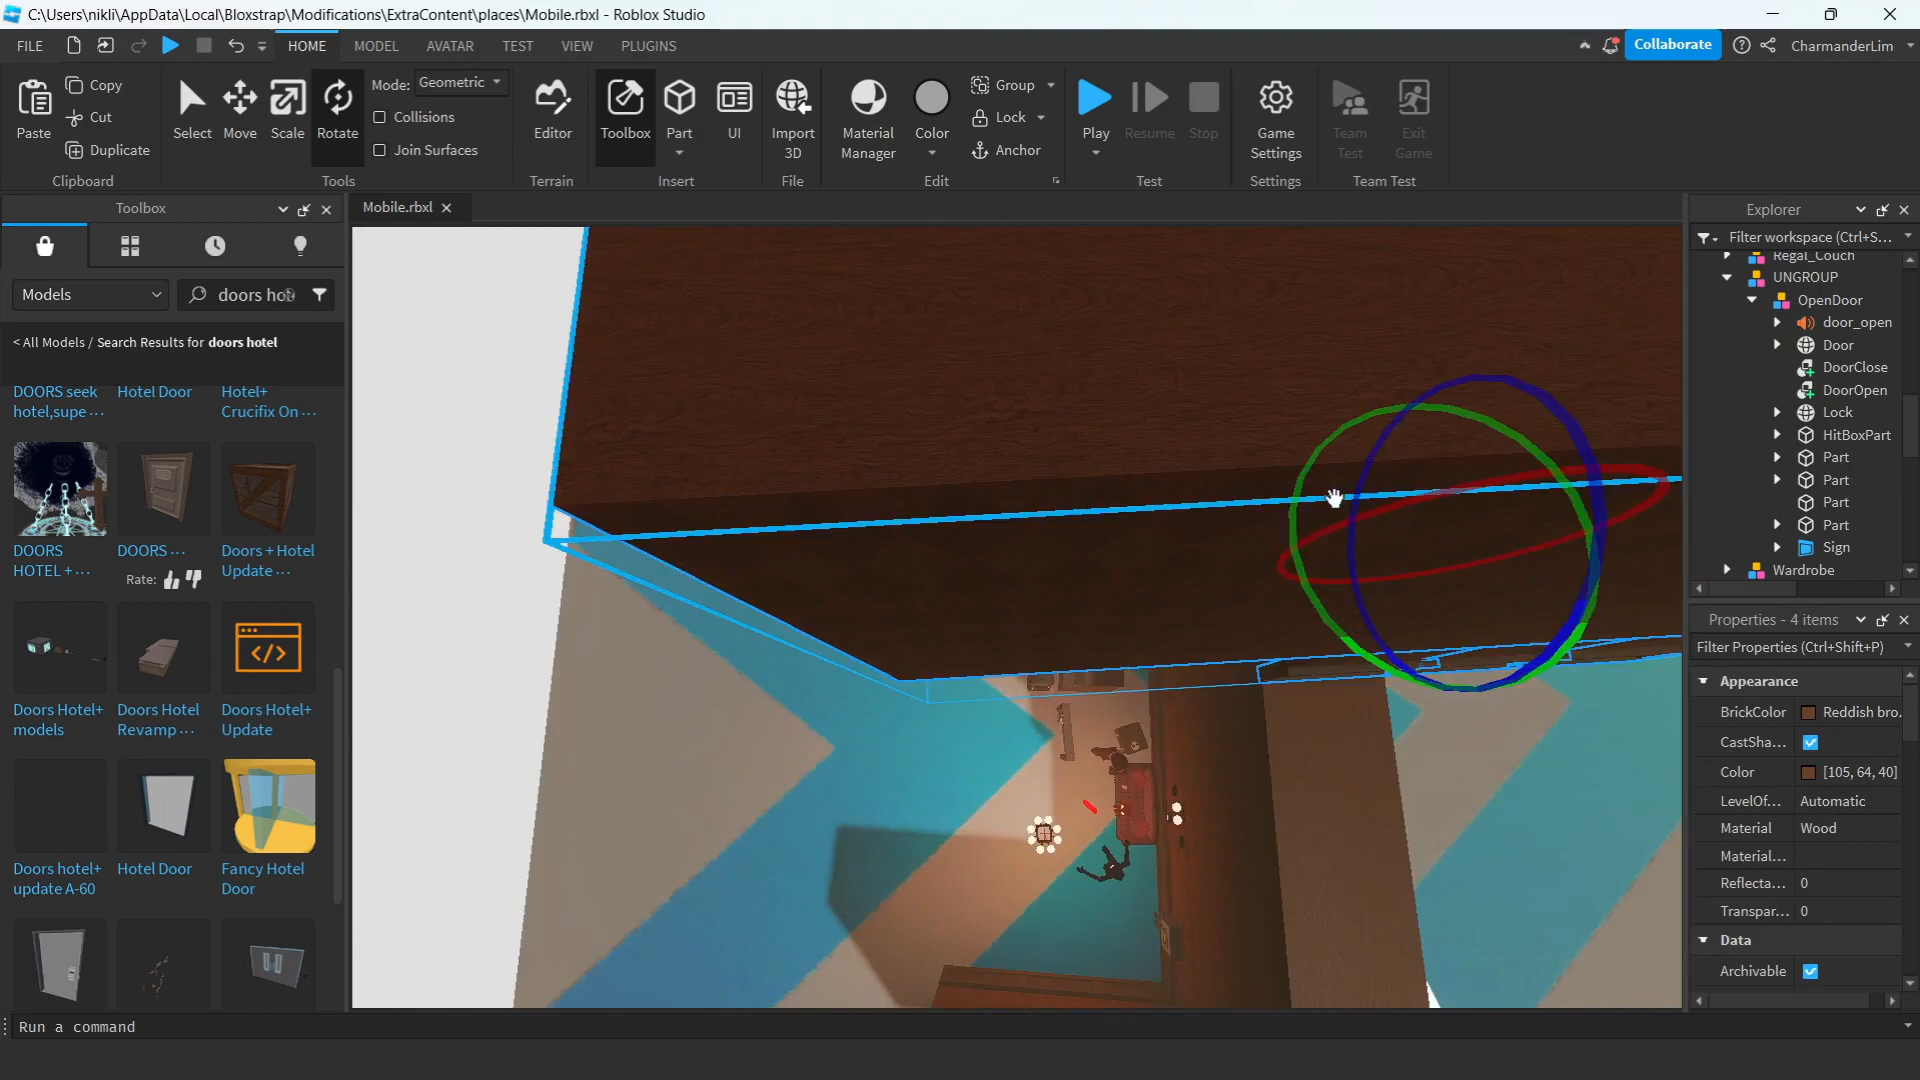 C:\Users\nikli\AppData\Local\Bloxstrap\Modifications\ExtraContent\places\Mobile.rbxl - Roblox Studio
FILE
HOME
MODEL
AVATAR
TEST
VIEW
PLUGINS
Collaborate
CharmanderLim
Paste
Copy
Cut
Duplicate
Clipboard
Select
Move
Scale
Rotate
Mode:
Geometric
Collisions
Join Surfaces
Tools
Editor
Terrain
Toolbox
Part
UI
Insert
Import
3D
File
Material
Manager
Color
Group
Lock
Anchor
Edit
Play
Resume
Stop
Test
Game
Settings
Settings
Team
Test
Exit
Game
Team Test
Toolbox
Models
doors hot
< All Models / Search Results for doors hotel
DOORS seek
hotel,supe ...
Hotel Door
Hotel+
Crucifix On ...
DOORS
HOTEL + ...
DOORS ...
Rate:
Doors + Hotel
Update ...
Doors Hotel+
models
Doors Hotel
Revamp ...
Doors Hotel+
Update
Doors hotel+
update A-60
Hotel Door
Fancy Hotel
Door
Mobile.rbxl
Explorer
Filter workspace (Ctrl+S...
Regal_Couch
UNGROUP
OpenDoor
door_open
Door
DoorClose
DoorOpen
Lock
HitBoxPart
Part
Part
Part
Part
Sign
Wardrobe
Properties - 4 items
Filter Properties (Ctrl+Shift+P)
Appearance
BrickColor
Reddish bro.
CastSha...
Color
[105, 64, 40]
LevelOf...
Automatic
Material
Wood
Material...
Reflecta...
0
Transpar...
0
Data
Archivable
Run a command